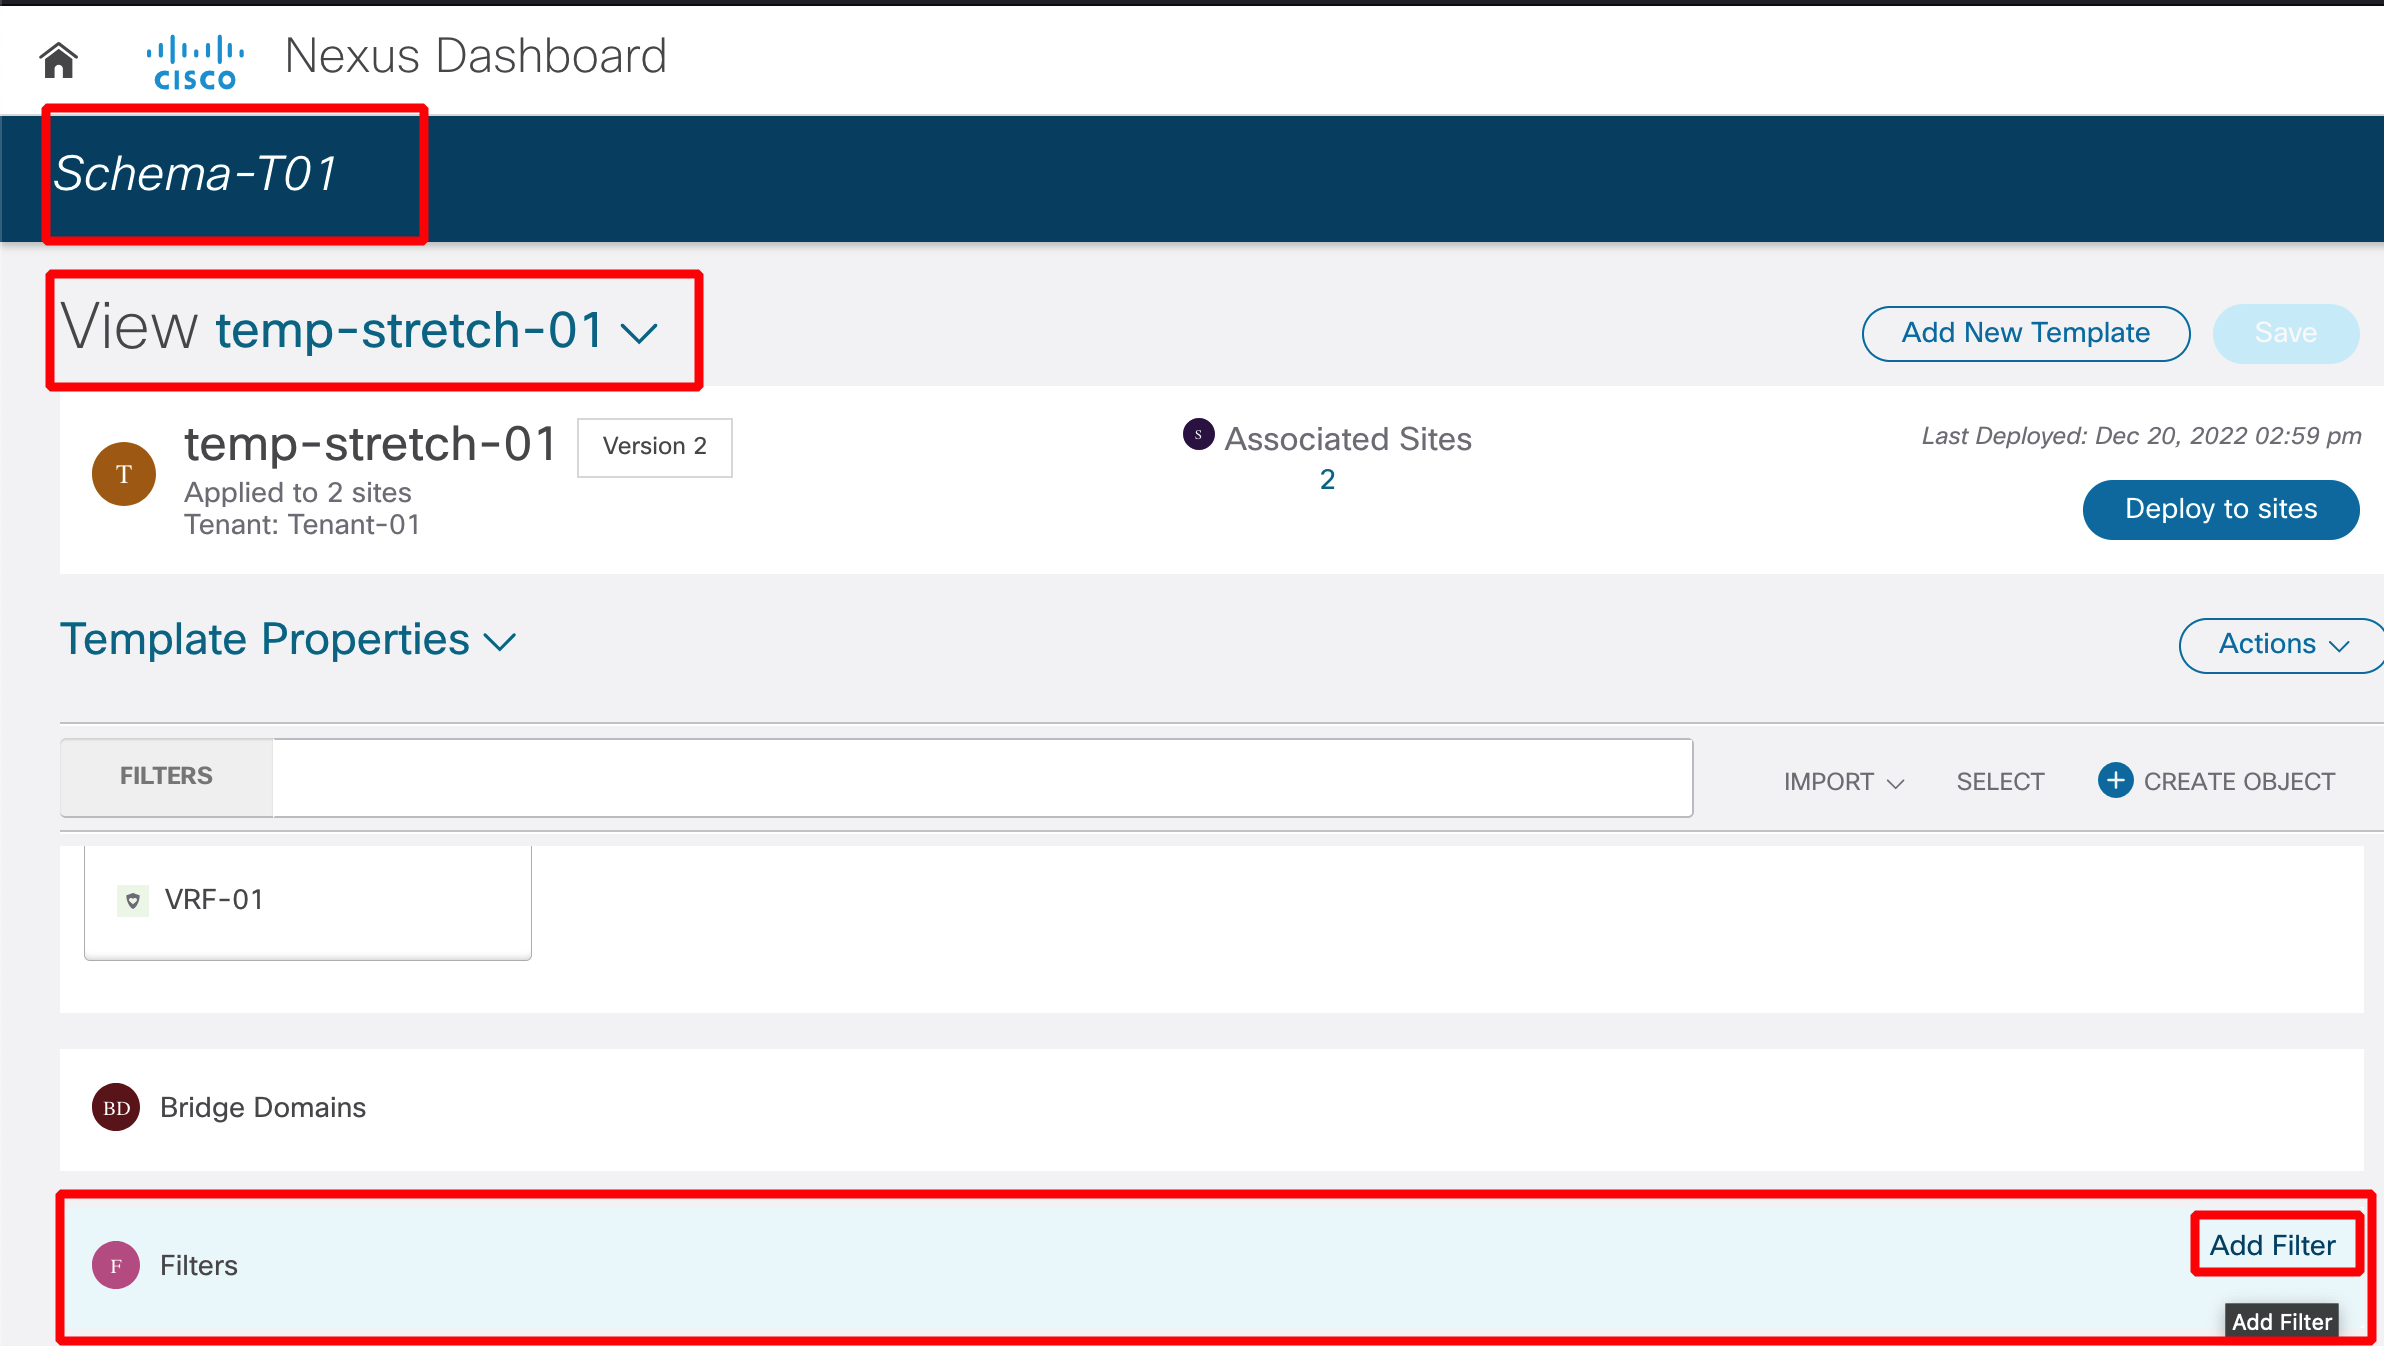 CISCO Nexus Dashboard
Schema-T01
View temp-stretch-01
Add New Template
Save
T
temp-stretch-01
Version 2
Applied to 2 sites
Tenant: Tenant-01
S Associated Sites
2
Last Deployed: Dec 20, 2022 02:59 pm
Deploy to sites
Template Properties
Actions
FILTERS
IMPORT
SELECT
CREATE OBJECT
VRF-01
BD Bridge Domains
F Filters
Add Filter
Add Filter